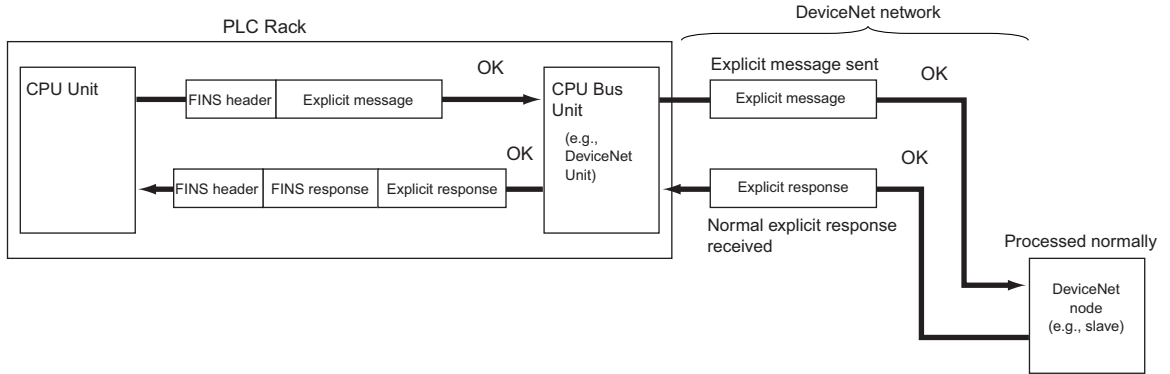 DeviceNet network
PLC Rack
CPU Unit
FINS header
Explicit message
OK
CPU Bus
Unit
(e.g.,
DeviceNet
Unit)
Explicit message sent
Explicit message
OK
FINS header
FINS response
Explicit response
OK
Explicit response
OK
Normal explicit response
received
Processed normally
DeviceNet
node
(e.g., slave)